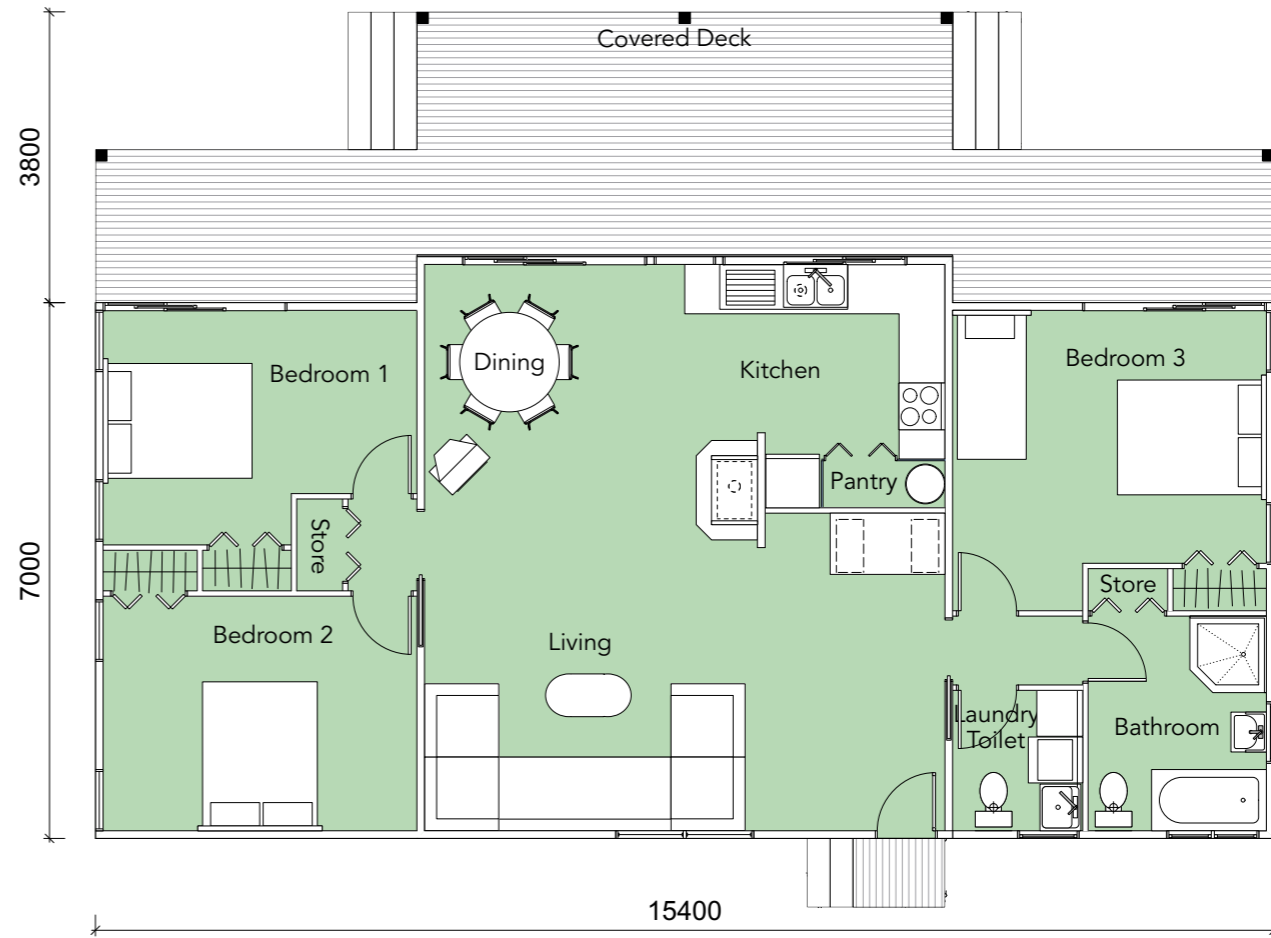 Covered Deck
3800
Bedroom 1
Dining
Kitchen
Bedroom 3
Pantry
Store
7000
Store
Bedroom 2
Living
Laundry
Toilet
Bathroom
15400